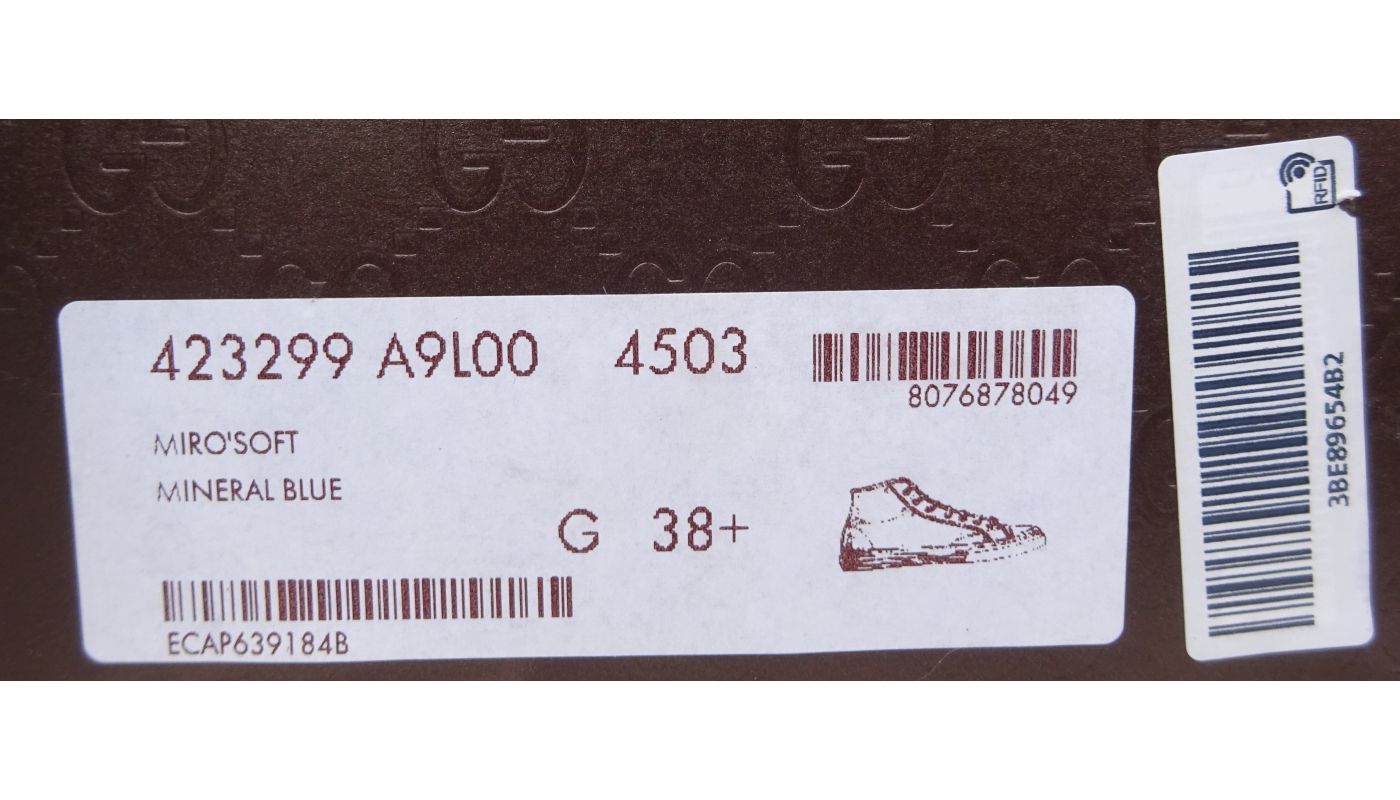 423299 A9L00 4503
8076878049
MIRO'SOFT
MINERAL BLUE
G 38+
ECAP639184B
RFID
3BE89654B2